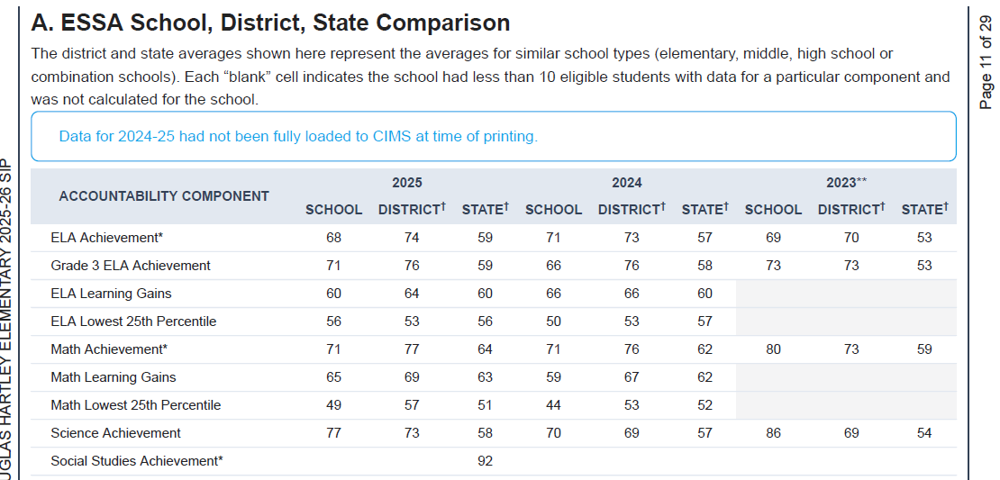 A. ESSA School, District, State Comparison
The district and state averages shown here represent the averages for similar school types (elementary, middle, high school or
combination schools). Each “blank” cell indicates the school had less than 10 eligible students with data for a particular component and
was not calculated for the school.
Data for 2024-25 had not been fully loaded to CIMS at time of printing.
ACCOUNTABILITY COMPONENT 2025 2024 2023**
SCHOOL DISTRICT† STATE† SCHOOL DISTRICT† STATE† SCHOOL DISTRICT† STATE†
ELA Achievement* 68 74 59 71 73 57 69 70 53
Grade 3 ELA Achievement 71 76 59 66 76 58 73 73 53
ELA Learning Gains 60 64 60 66 66 60
ELA Lowest 25th Percentile 56 53 56 50 53 57
Math Achievement* 71 77 64 71 76 62 80 73 59
Math Learning Gains 65 69 63 59 67 62
Math Lowest 25th Percentile 49 57 51 44 53 52
Science Achievement 77 73 58 70 69 57 86 69 54
Social Studies Achievement* 92
UGLAS HARTLEY ELEMENTARY 2025-26 SIP
Page 11 of 29